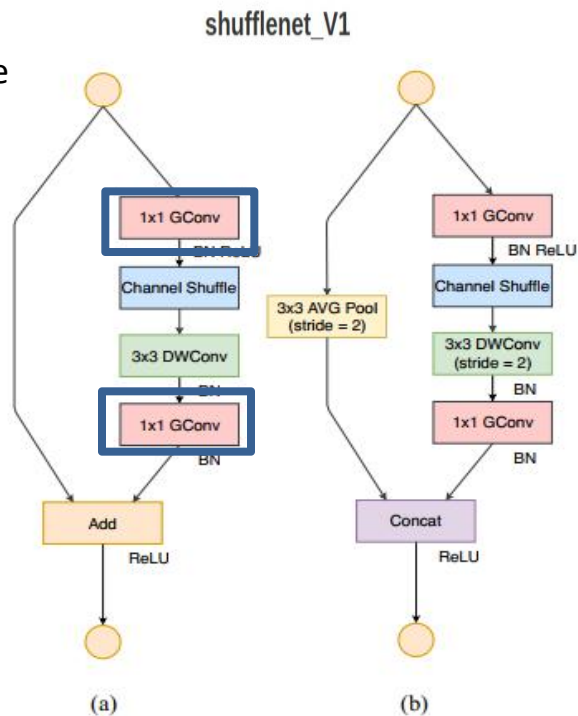 shufflenet_V1
e
1x1 GConv
BN ReLU
Channel Shuffle
3x3 DWConv
BN
1x1 GConv
BN
Add
ReLU
(a)
1x1 GConv
BN ReLU
Channel Shuffle
3x3 AVG Pool
(stride = 2)
3x3 DWConv
(stride = 2)
BN
1x1 GConv
BN
Concat
ReLU
(b)